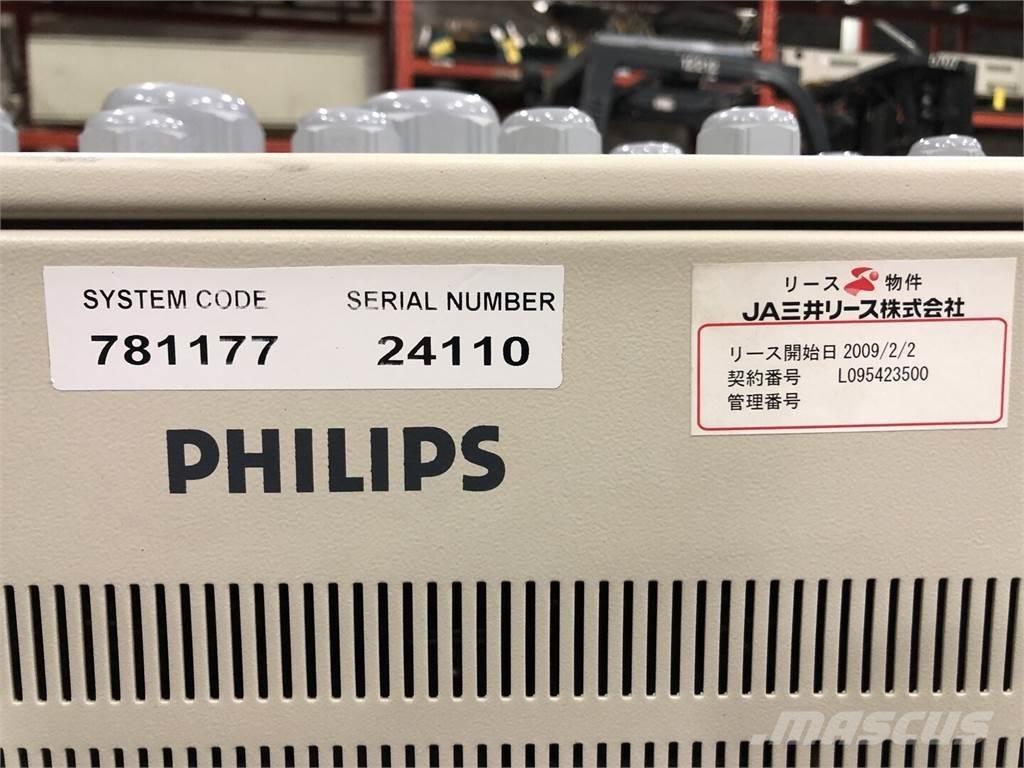 SYSTEM CODE SERIAL NUMBER
781177 24110
PHILIPS
リース 物件
JA三井リース株式会社
リース開始日 2009/2/2
契約番号 L095423500
管理番号
MASCUS